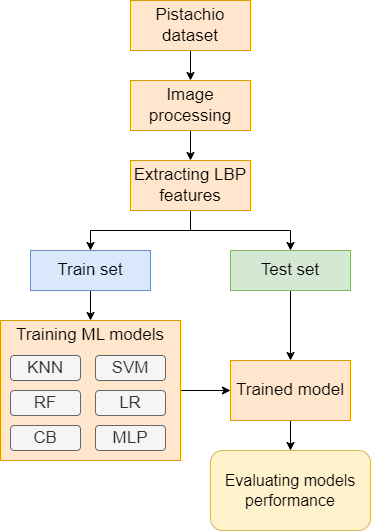 Pistachio
dataset
Image
processing
Extracting LBP
features
Train set
Test set
Training ML models
KNN
SVM
RF
LR
CB
MLP
Trained model
Evaluating models
performance